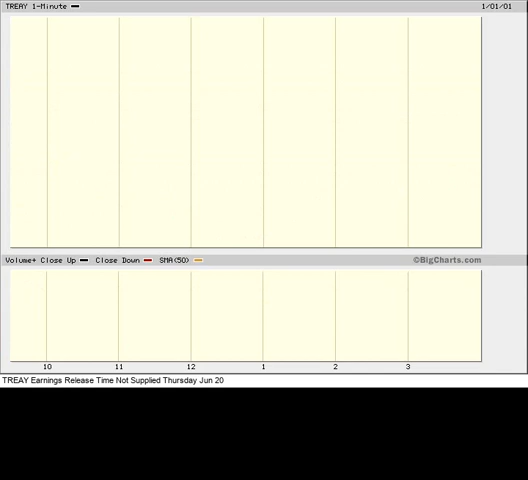 TREAY 1-Minute 1/01/01
Volume+ Close Up Close Down SMA(50) ©BigCharts.com
10 11 12 1 2 3
TREAY Earnings Release Time Not Supplied Thursday Jun 20